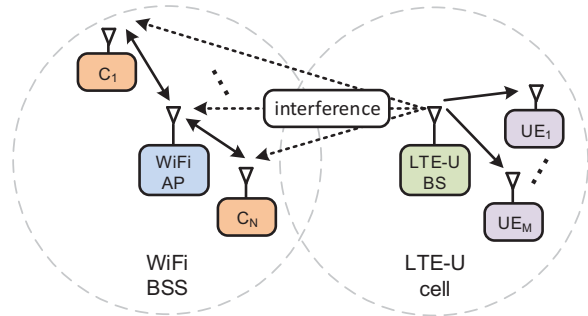 C1
interference
UE1
WiFi
AP
LTE-U
BS
CN
UEM
WiFi
BSS
LTE-U
cell